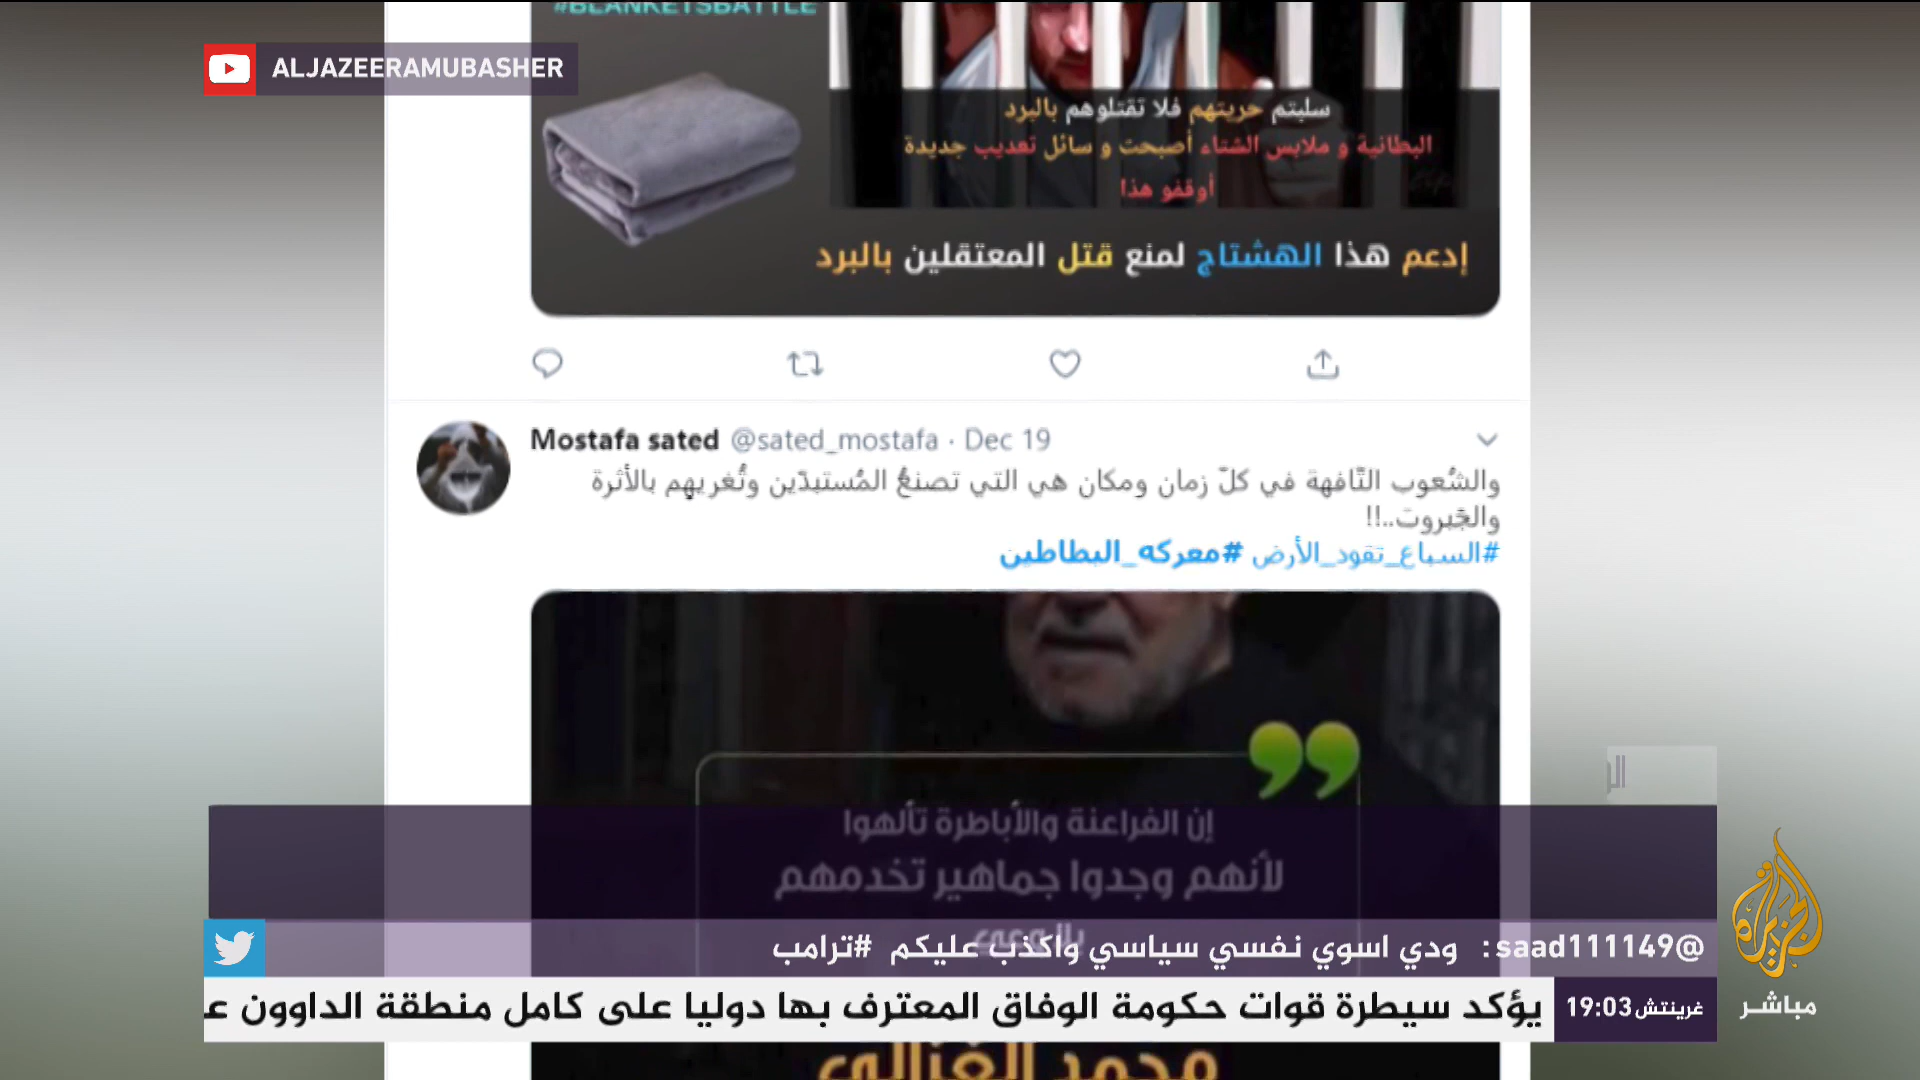 #BLANKETSBATTLE
ALJAZEERAMUBASHER
سلبتم حريتهم فلا تقتلوهم بالبرد
البطانية و ملابس الشتاء أصبحت و سائل تعذيب جديدة
أوقفو هذا
إدعم هذا الهشتاج لمنع قتل المعتقلين بالبرد
Mostafa sated @sated_mostafa · Dec 19
والشُعوب التَّافهة في كلّ زمان ومكان هي التي تصنعُ المُستبدّين وتُغريهم بالأثرة
والجَبروت..!!
#السباع_تقود_الأرض #معركه_البطاطين
ال
إن الفراعنة والأباطرة تألهوا
لأنهم وجدوا جماهير تخدمهم
@saad111149: ودي اسوي نفسي سياسي واكذب عليكم #ترامب
غرينتش 19:03 يؤكد سيطرة قوات حكومة الوفاق المعترف بها دوليا على كامل منطقة الداوون ع
مباشر
محمد الغزالي